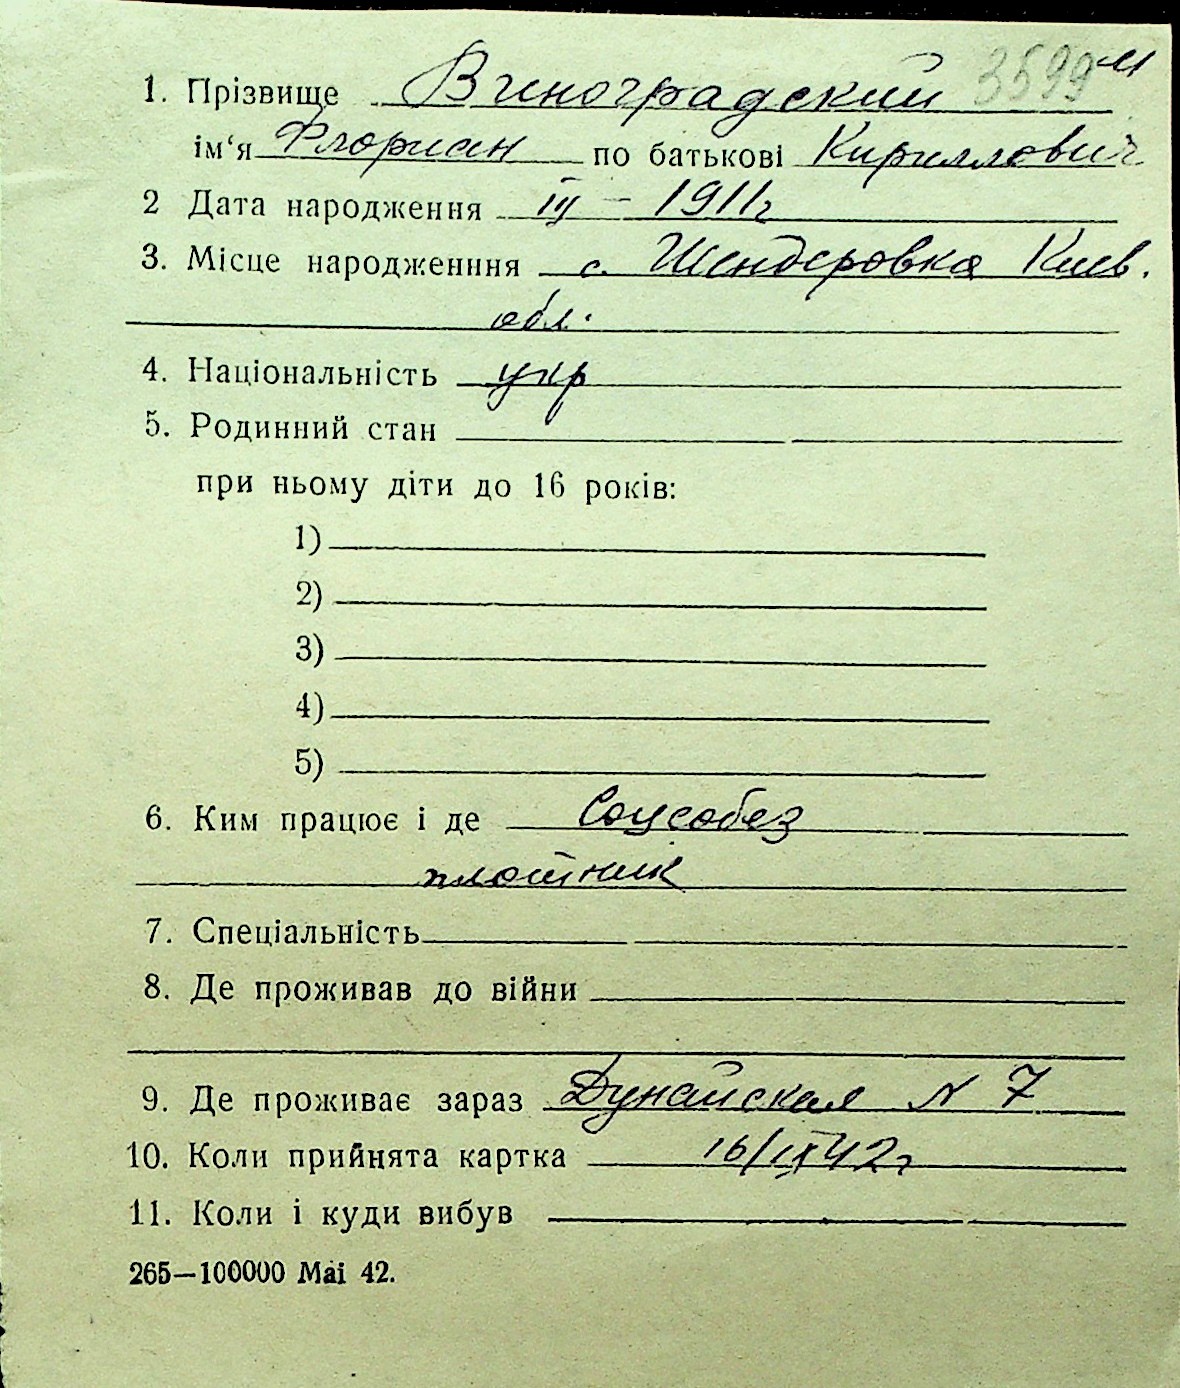 1. Прізвище Виноградский 3599 М
ім‘я Флориан по батькові Кириллович
2 Дата народження III – 1911г
3. Місце народженння с. Шендеровка Киев.
обл.
4. Національність укр
5. Родинний стан
при ньому діти до 16 років:
1)
2)
3)
4)
5)
6. Ким працює і де Соцсобез
плотник
7. Спеціальність
8. Де проживав до війни
9. Де проживає зараз Дунайская N 7
10. Коли прийнята картка 16/IX 42г
11. Коли і куди вибув
265—100000 Mai 42.